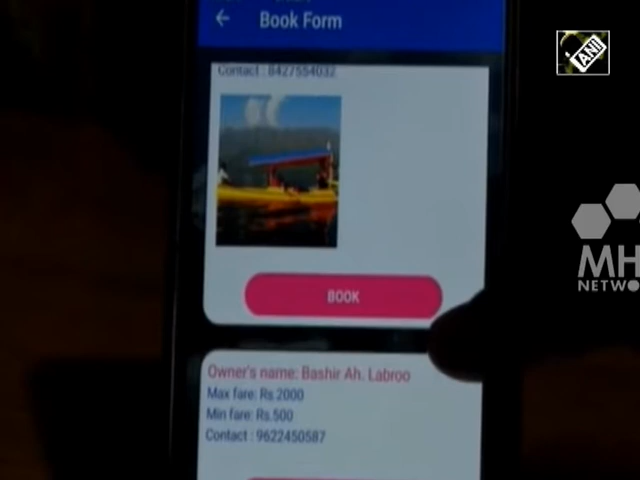 Book Form
ANI
Contact : 8427554032
BOOK
MH
NETWO
Owner's name: Bashir Ah. Labroo
Max fare: Rs.2000
Min fare: Rs.500
Contact : 9622450587